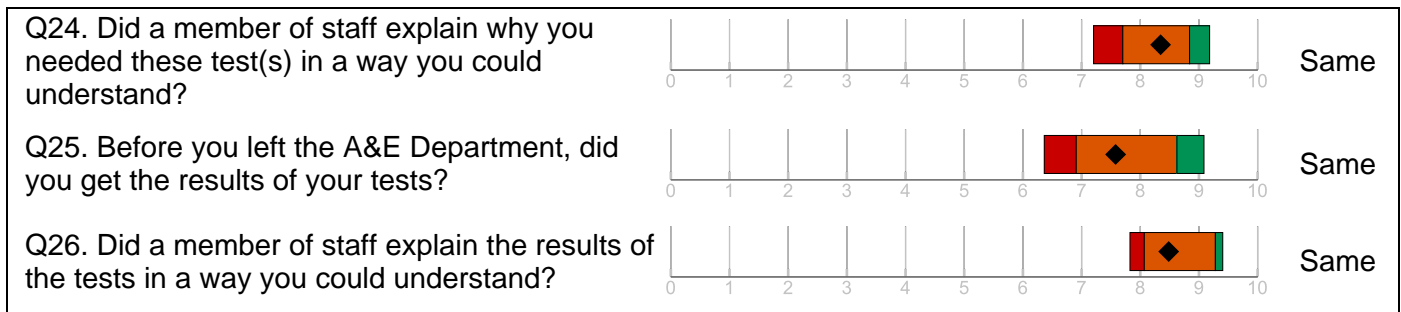 Q24. Did a member of staff explain why you
needed these test(s) in a way you could
understand?
0 1 2 3 4 5 6 7 8 9 10
Same
Q25. Before you left the A&E Department, did
you get the results of your tests?
0 1 2 3 4 5 6 7 8 9 10
Same
Q26. Did a member of staff explain the results of
the tests in a way you could understand?
0 1 2 3 4 5 6 7 8 9 10
Same